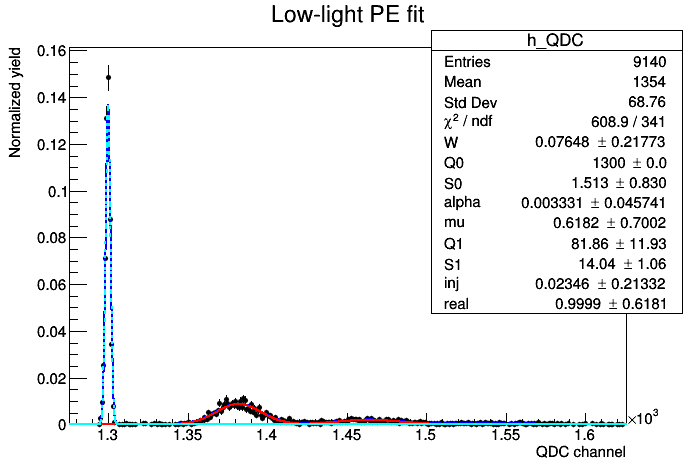 Low-light PE fit
h_QDC
Entries 9140
Mean 1354
Std Dev 68.76
χ² / ndf 608.9 / 341
W 0.07648 ± 0.21773
Q0 1300 ± 0.0
S0 1.513 ± 0.830
alpha 0.003331 ± 0.045741
mu 0.6182 ± 0.7002
Q1 81.86 ± 11.93
S1 14.04 ± 1.06
inj 0.02346 ± 0.21332
real 0.9999 ± 0.6181
Normalized yield
0.16
0.14
0.12
0.1
0.08
0.06
0.04
0.02
0
1.3 1.35 1.4 1.45 1.5 1.55 1.6
×10³
QDC channel